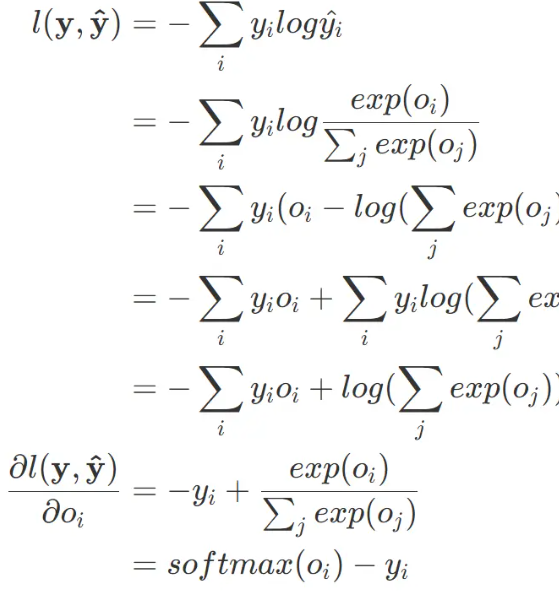 l(y, ŷ) = − ∑_i y_i log ŷ_i
= − ∑_i y_i log exp(o_i) / ∑_j exp(o_j)
= − ∑_i y_i (o_i − log(∑_j exp(o_j)
= − ∑_i y_i o_i + ∑_i y_i log(∑_j ex
= − ∑_i y_i o_i + log(∑_j exp(o_j))
∂l(y, ŷ) / ∂o_i = −y_i + exp(o_i) / ∑_j exp(o_j)
= softmax(o_i) − y_i